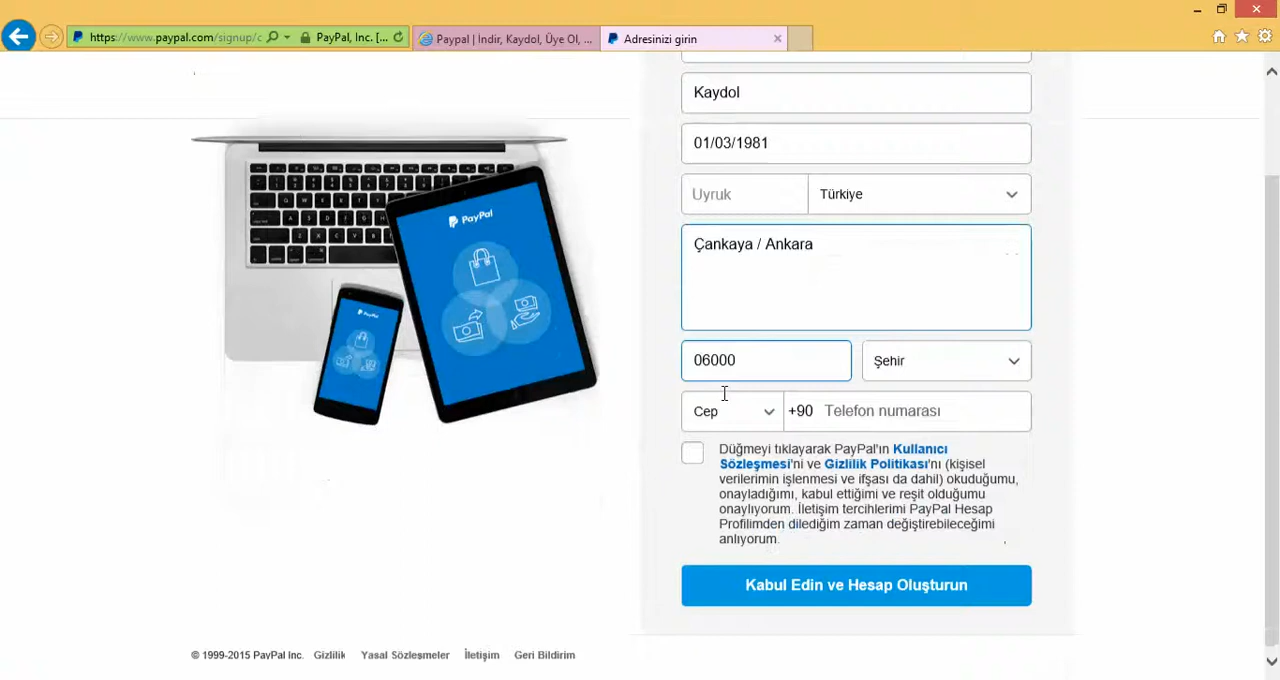 https://www.paypal.com/signup/c
PayPal, Inc. [...
Paypal | İndir, Kaydol, Üye Ol, ...
Adresinizi girin
Kaydol
01/03/1981
Uyruk
Türkiye
Çankaya / Ankara
06000
Şehir
Cep
+90 Telefon numarası
Düğmeyi tıklayarak PayPal'ın Kullanıcı
Sözleşmesi'ni ve Gizlilik Politikası'nı (kişisel
verilerimin işlenmesi ve ifşası da dahil) okuduğumu,
onayladığımı, kabul ettiğimi ve reşit olduğumu
onaylıyorum. İletişim tercihlerimi PayPal Hesap
Profilimden dilediğim zaman değiştirebileceğimi
anlıyorum.
Kabul Edin ve Hesap Oluşturun
PayPal
PayPal
© 1999-2015 PayPal Inc. Gizlilik Yasal Sözleşmeler İletişim Geri Bildirim